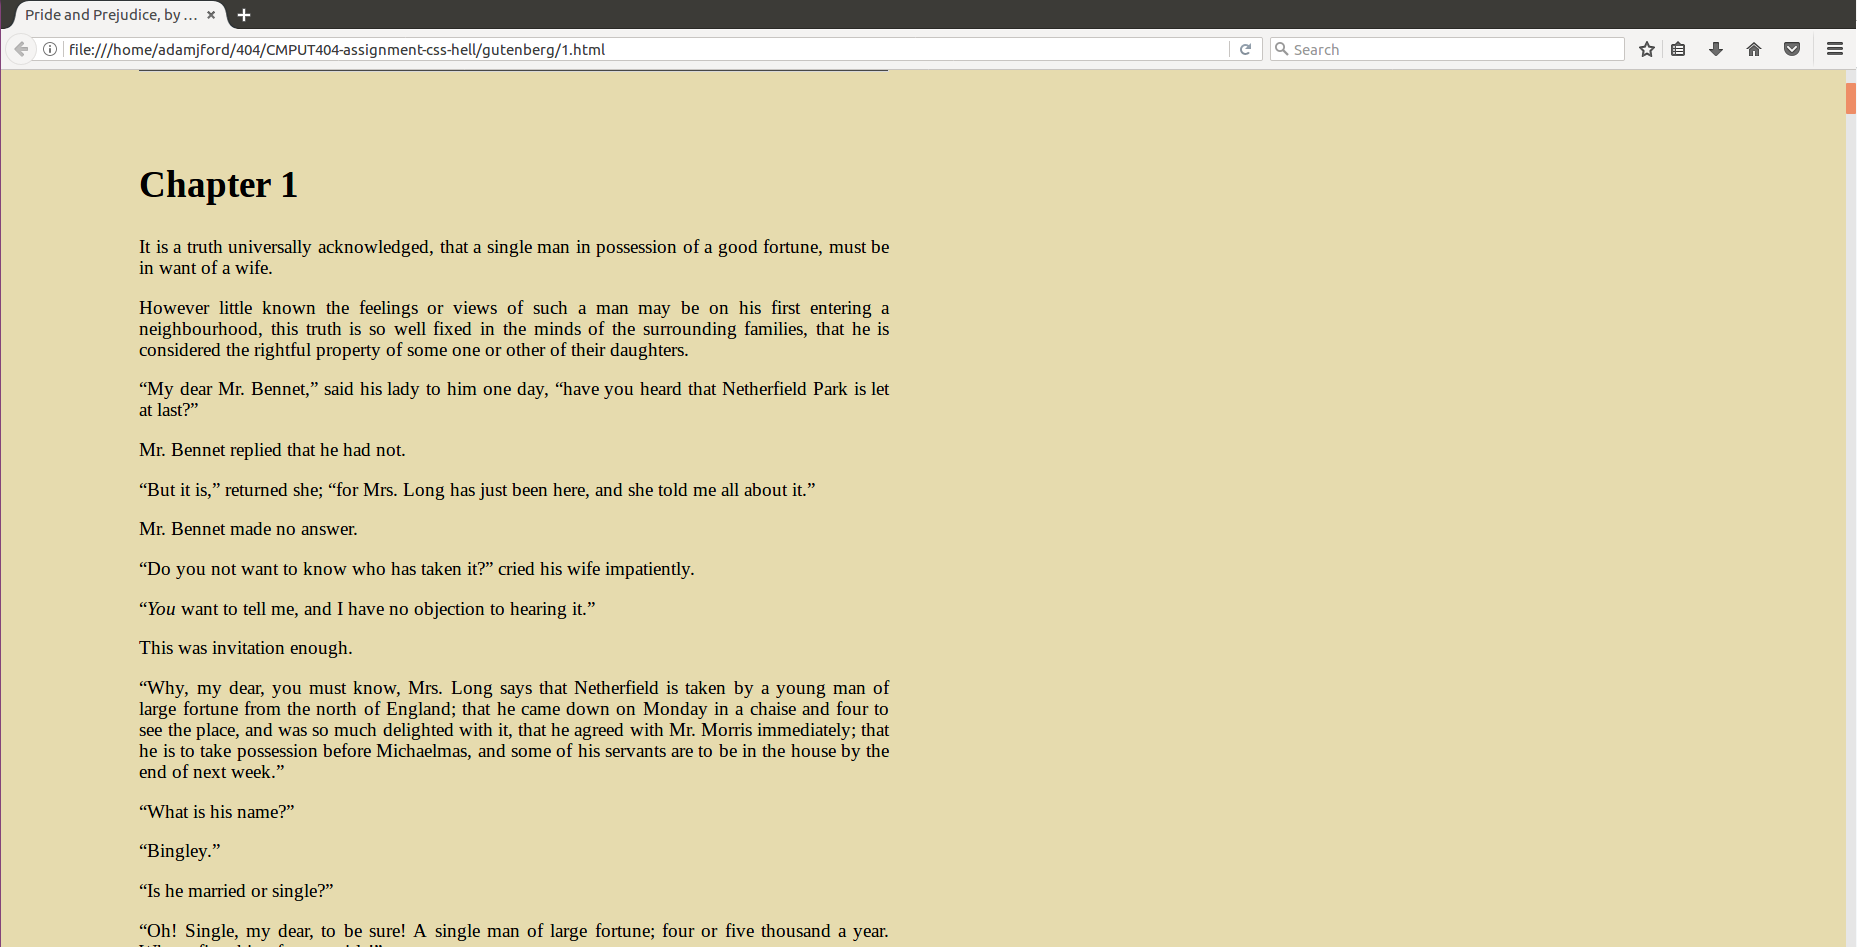 Pride and Prejudice, by ...
file:///home/adamjford/404/CMPUT404-assignment-css-hell/gutenberg/1.html
Search
Chapter 1
It is a truth universally acknowledged, that a single man in possession of a good fortune, must be
in want of a wife.
However little known the feelings or views of such a man may be on his first entering a
neighbourhood, this truth is so well fixed in the minds of the surrounding families, that he is
considered the rightful property of some one or other of their daughters.
“My dear Mr. Bennet,” said his lady to him one day, “have you heard that Netherfield Park is let
at last?”
Mr. Bennet replied that he had not.
“But it is,” returned she; “for Mrs. Long has just been here, and she told me all about it.”
Mr. Bennet made no answer.
“Do you not want to know who has taken it?” cried his wife impatiently.
“You want to tell me, and I have no objection to hearing it.”
This was invitation enough.
“Why, my dear, you must know, Mrs. Long says that Netherfield is taken by a young man of
large fortune from the north of England; that he came down on Monday in a chaise and four to
see the place, and was so much delighted with it, that he agreed with Mr. Morris immediately; that
he is to take possession before Michaelmas, and some of his servants are to be in the house by the
end of next week.”
“What is his name?”
“Bingley.”
“Is he married or single?”
“Oh! Single, my dear, to be sure! A single man of large fortune; four or five thousand a year.